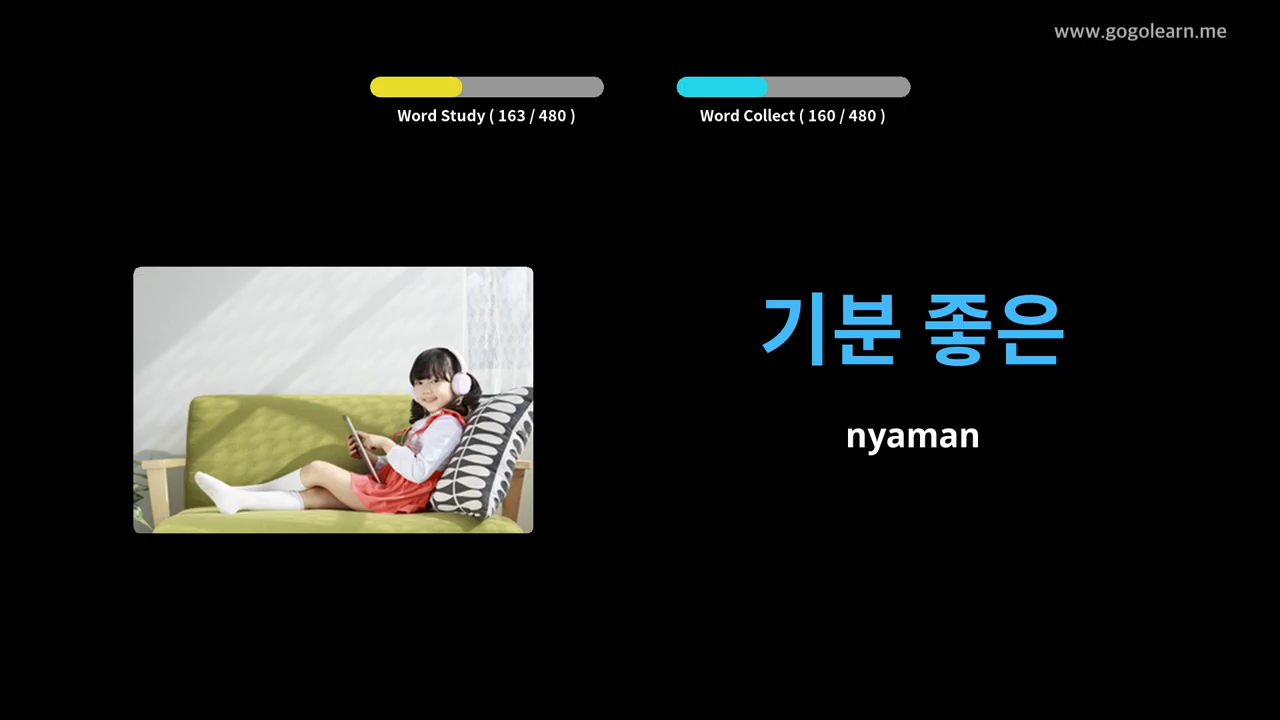 www.gogolearn.me
Word Study ( 163 / 480 )
Word Collect ( 160 / 480 )
기분 좋은
nyaman